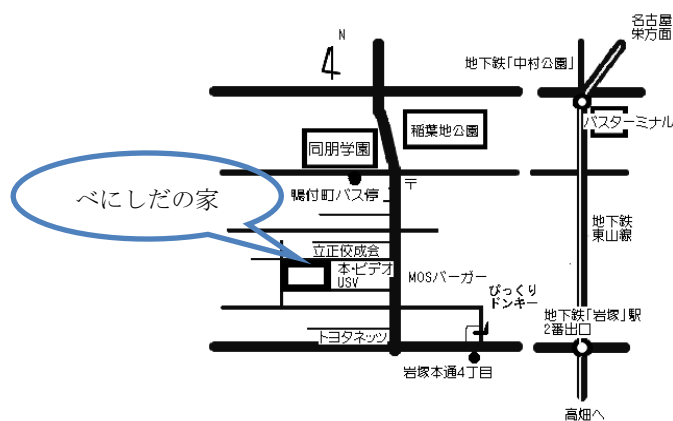 名古屋
栄方面
N
地下鉄「中村公園」
バスターミナル
稲葉地公園
同朋学園
〒
鴨付町バス停
べにしだの家
地下鉄
東山線
立正佼成会
本・ビデオ
USV
MOSバーガー
びっくり
ドンキー
地下鉄「岩塚」駅
2番出口
トヨタネッツ
岩塚本通4丁目
高畑へ